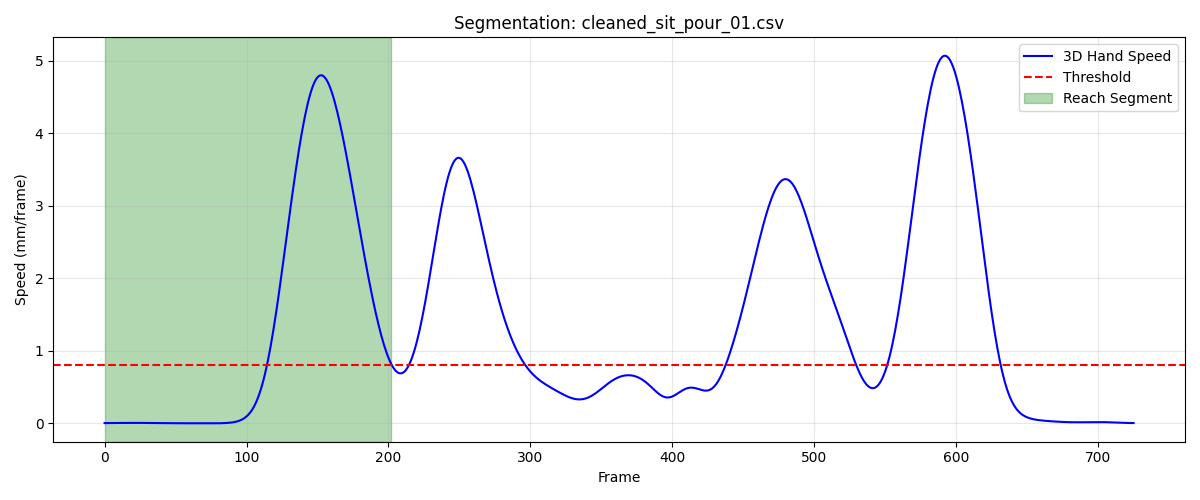 Segmentation: cleaned_sit_pour_01.csv
3D Hand Speed
Threshold
Reach Segment
Speed (mm/frame)
5
4
3
2
1
0
0 100 200 300 400 500 600 700
Frame